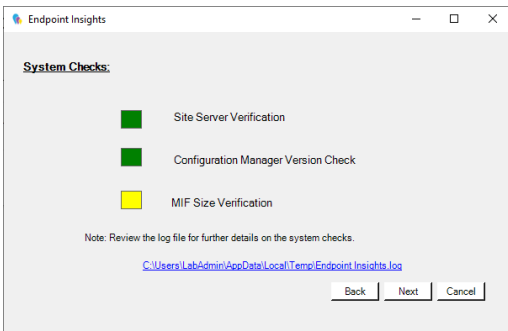 Endpoint Insights
System Checks:
Site Server Verification
Configuration Manager Version Check
MIF Size Verification
Note: Review the log file for further details on the system checks.
C:\Users\LabAdmin\AppData\Local\Temp\Endpoint Insights.log
Back Next Cancel